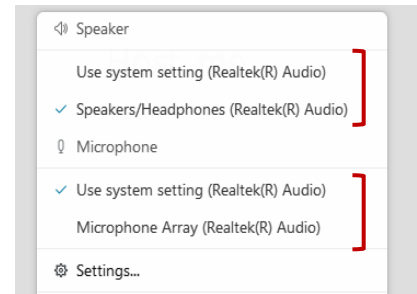 Speaker
Use system setting (Realtek(R) Audio)
Speakers/Headphones (Realtek(R) Audio)
Microphone
Use system setting (Realtek(R) Audio)
Microphone Array (Realtek(R) Audio)
Settings...